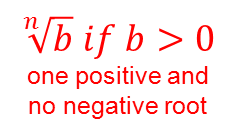 ⁿ√b if b > 0
one positive and
no negative root